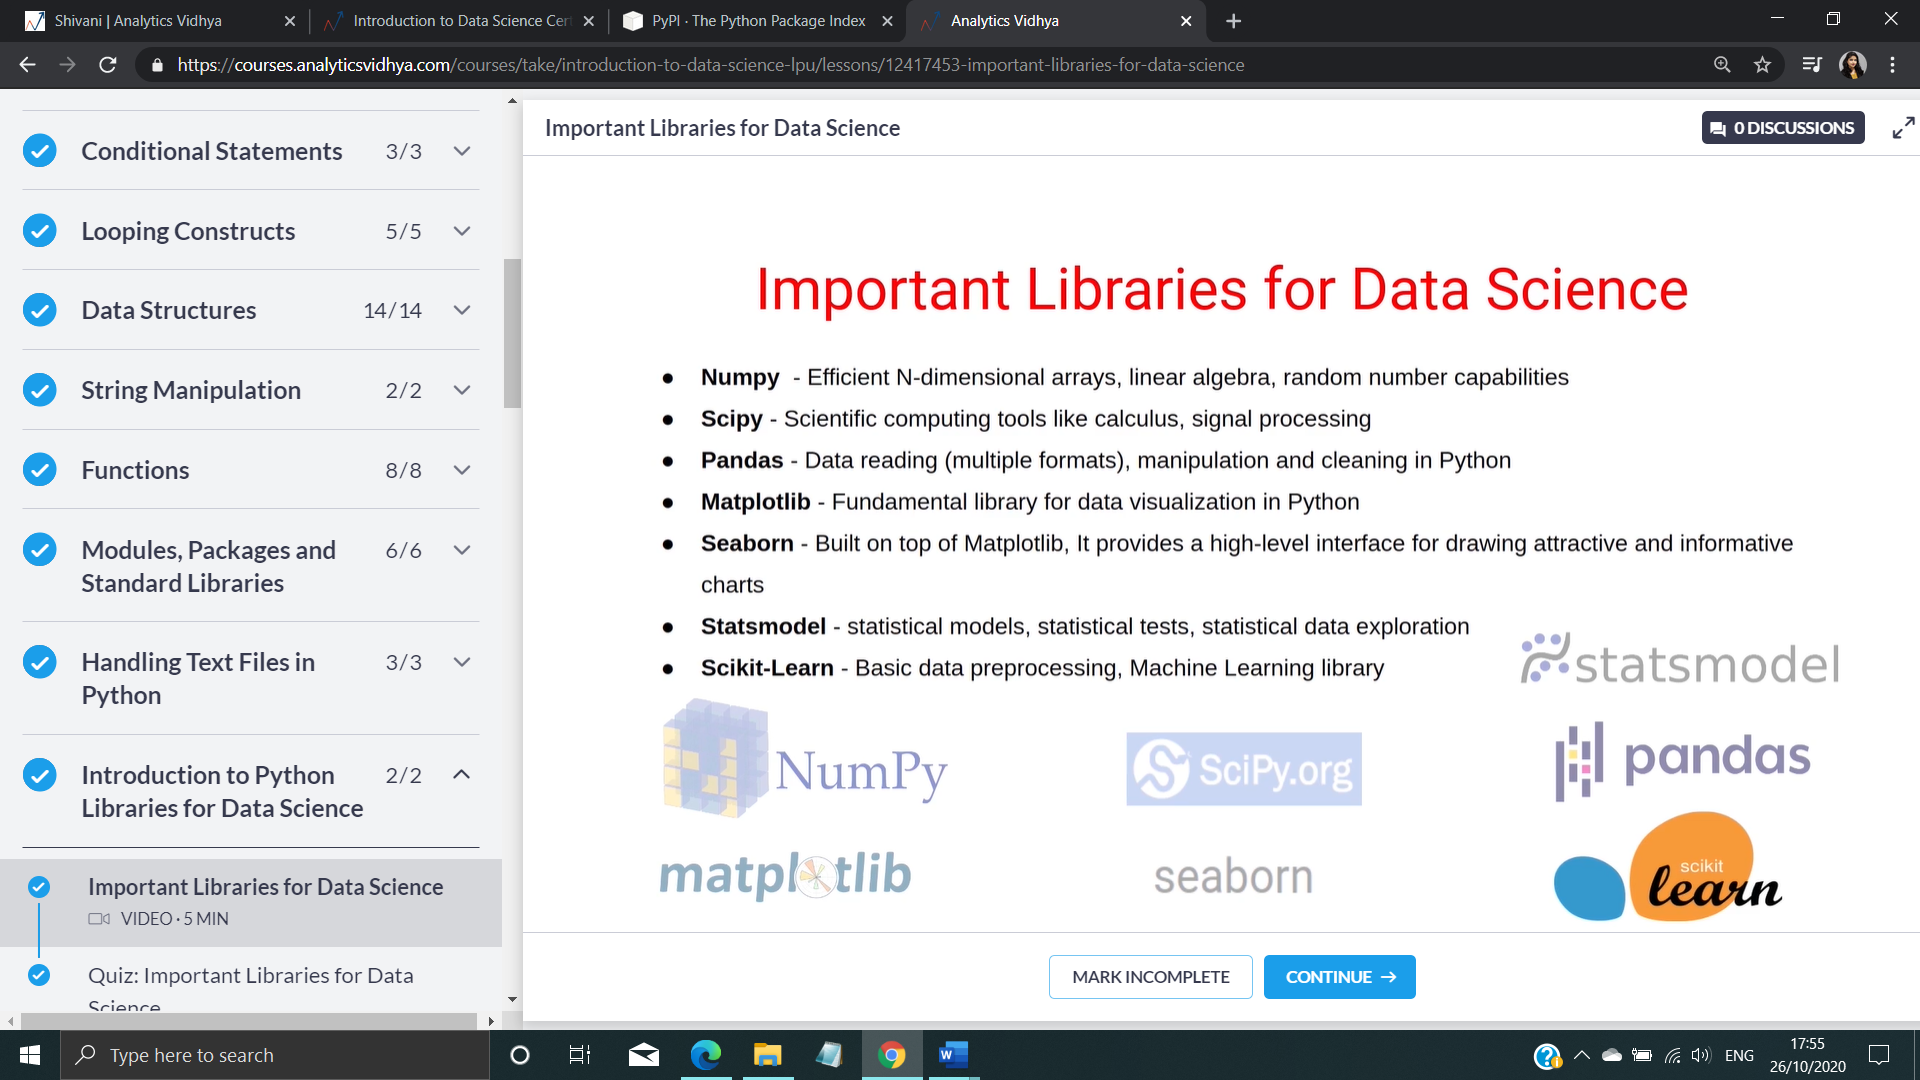 Shivani | Analytics Vidhya
Introduction to Data Science Cert
PyPI · The Python Package Index
Analytics Vidhya
https://courses.analyticsvidhya.com/courses/take/introduction-to-data-science-lpu/lessons/12417453-important-libraries-for-data-science
Conditional Statements 3/3
Looping Constructs 5/5
Data Structures 14/14
String Manipulation 2/2
Functions 8/8
Modules, Packages and 6/6
Standard Libraries
Handling Text Files in 3/3
Python
Introduction to Python 2/2
Libraries for Data Science
Important Libraries for Data Science
VIDEO · 5 MIN
Quiz: Important Libraries for Data
Science
Important Libraries for Data Science
0 DISCUSSIONS
Important Libraries for Data Science
● Numpy - Efficient N-dimensional arrays, linear algebra, random number capabilities
● Scipy - Scientific computing tools like calculus, signal processing
● Pandas - Data reading (multiple formats), manipulation and cleaning in Python
● Matplotlib - Fundamental library for data visualization in Python
● Seaborn - Built on top of Matplotlib, It provides a high-level interface for drawing attractive and informative
charts
● Statsmodel - statistical models, statistical tests, statistical data exploration
● Scikit-Learn - Basic data preprocessing, Machine Learning library
statsmodel
NumPy
SciPy.org
pandas
matplotlib
seaborn
scikit
learn
MARK INCOMPLETE
CONTINUE →
Type here to search
W
ENG
17:55
26/10/2020